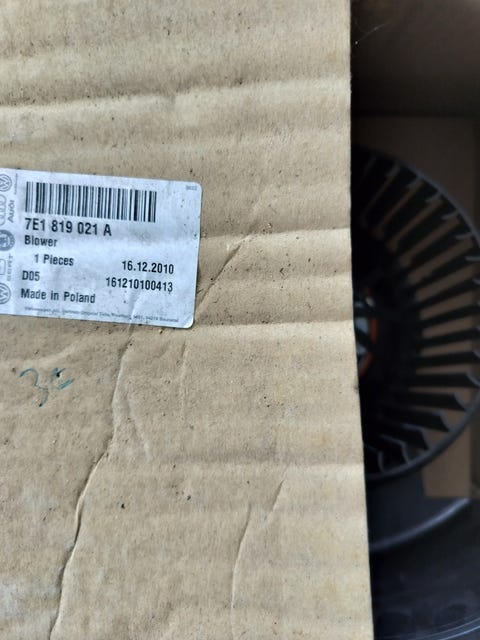 7E1 819 021 A
Blower
1 Pieces 16.12.2010
D05 161210100413
Made in Poland